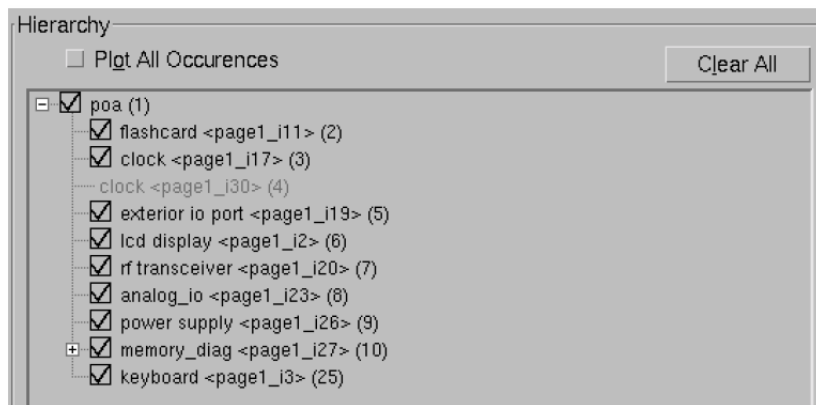 Hierarchy
Plot All Occurences
Clear All
poa (1)
flashcard <page1_i11> (2)
clock <page1_i17> (3)
clock <page1_i30> (4)
exterior io port <page1_i19> (5)
lcd display <page1_i2> (6)
rf transceiver <page1_i20> (7)
analog_io <page1_i23> (8)
power supply <page1_i26> (9)
memory_diag <page1_i27> (10)
keyboard <page1_i3> (25)